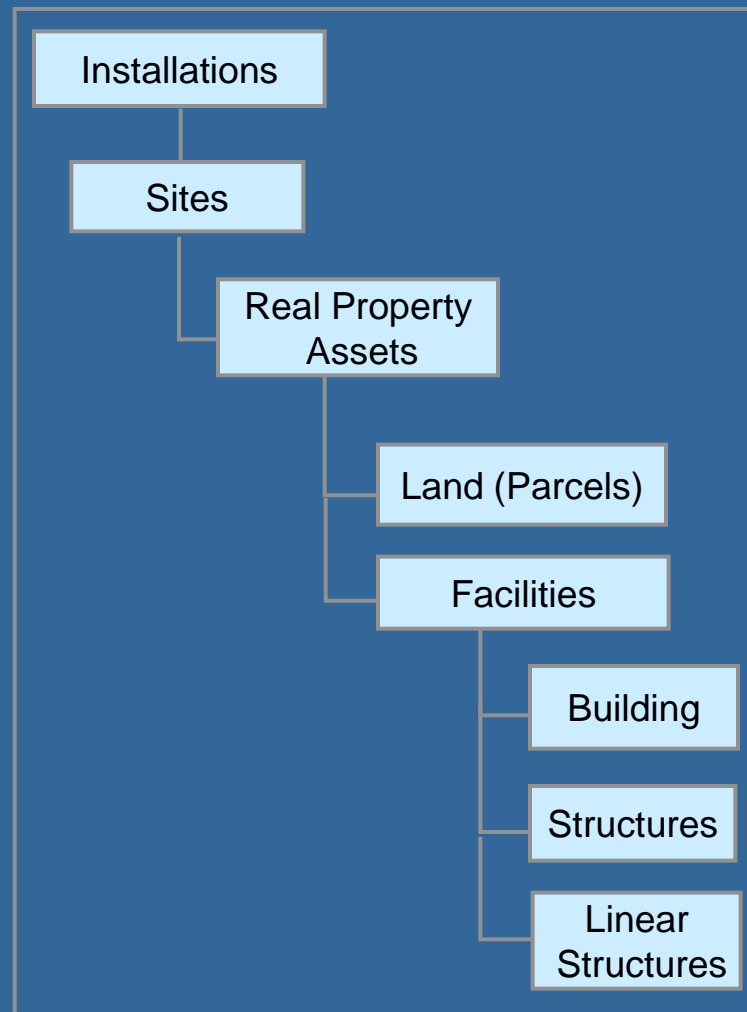 Installations
Sites
Real Property
Assets
Land (Parcels)
Facilities
Building
Structures
Linear
Structures